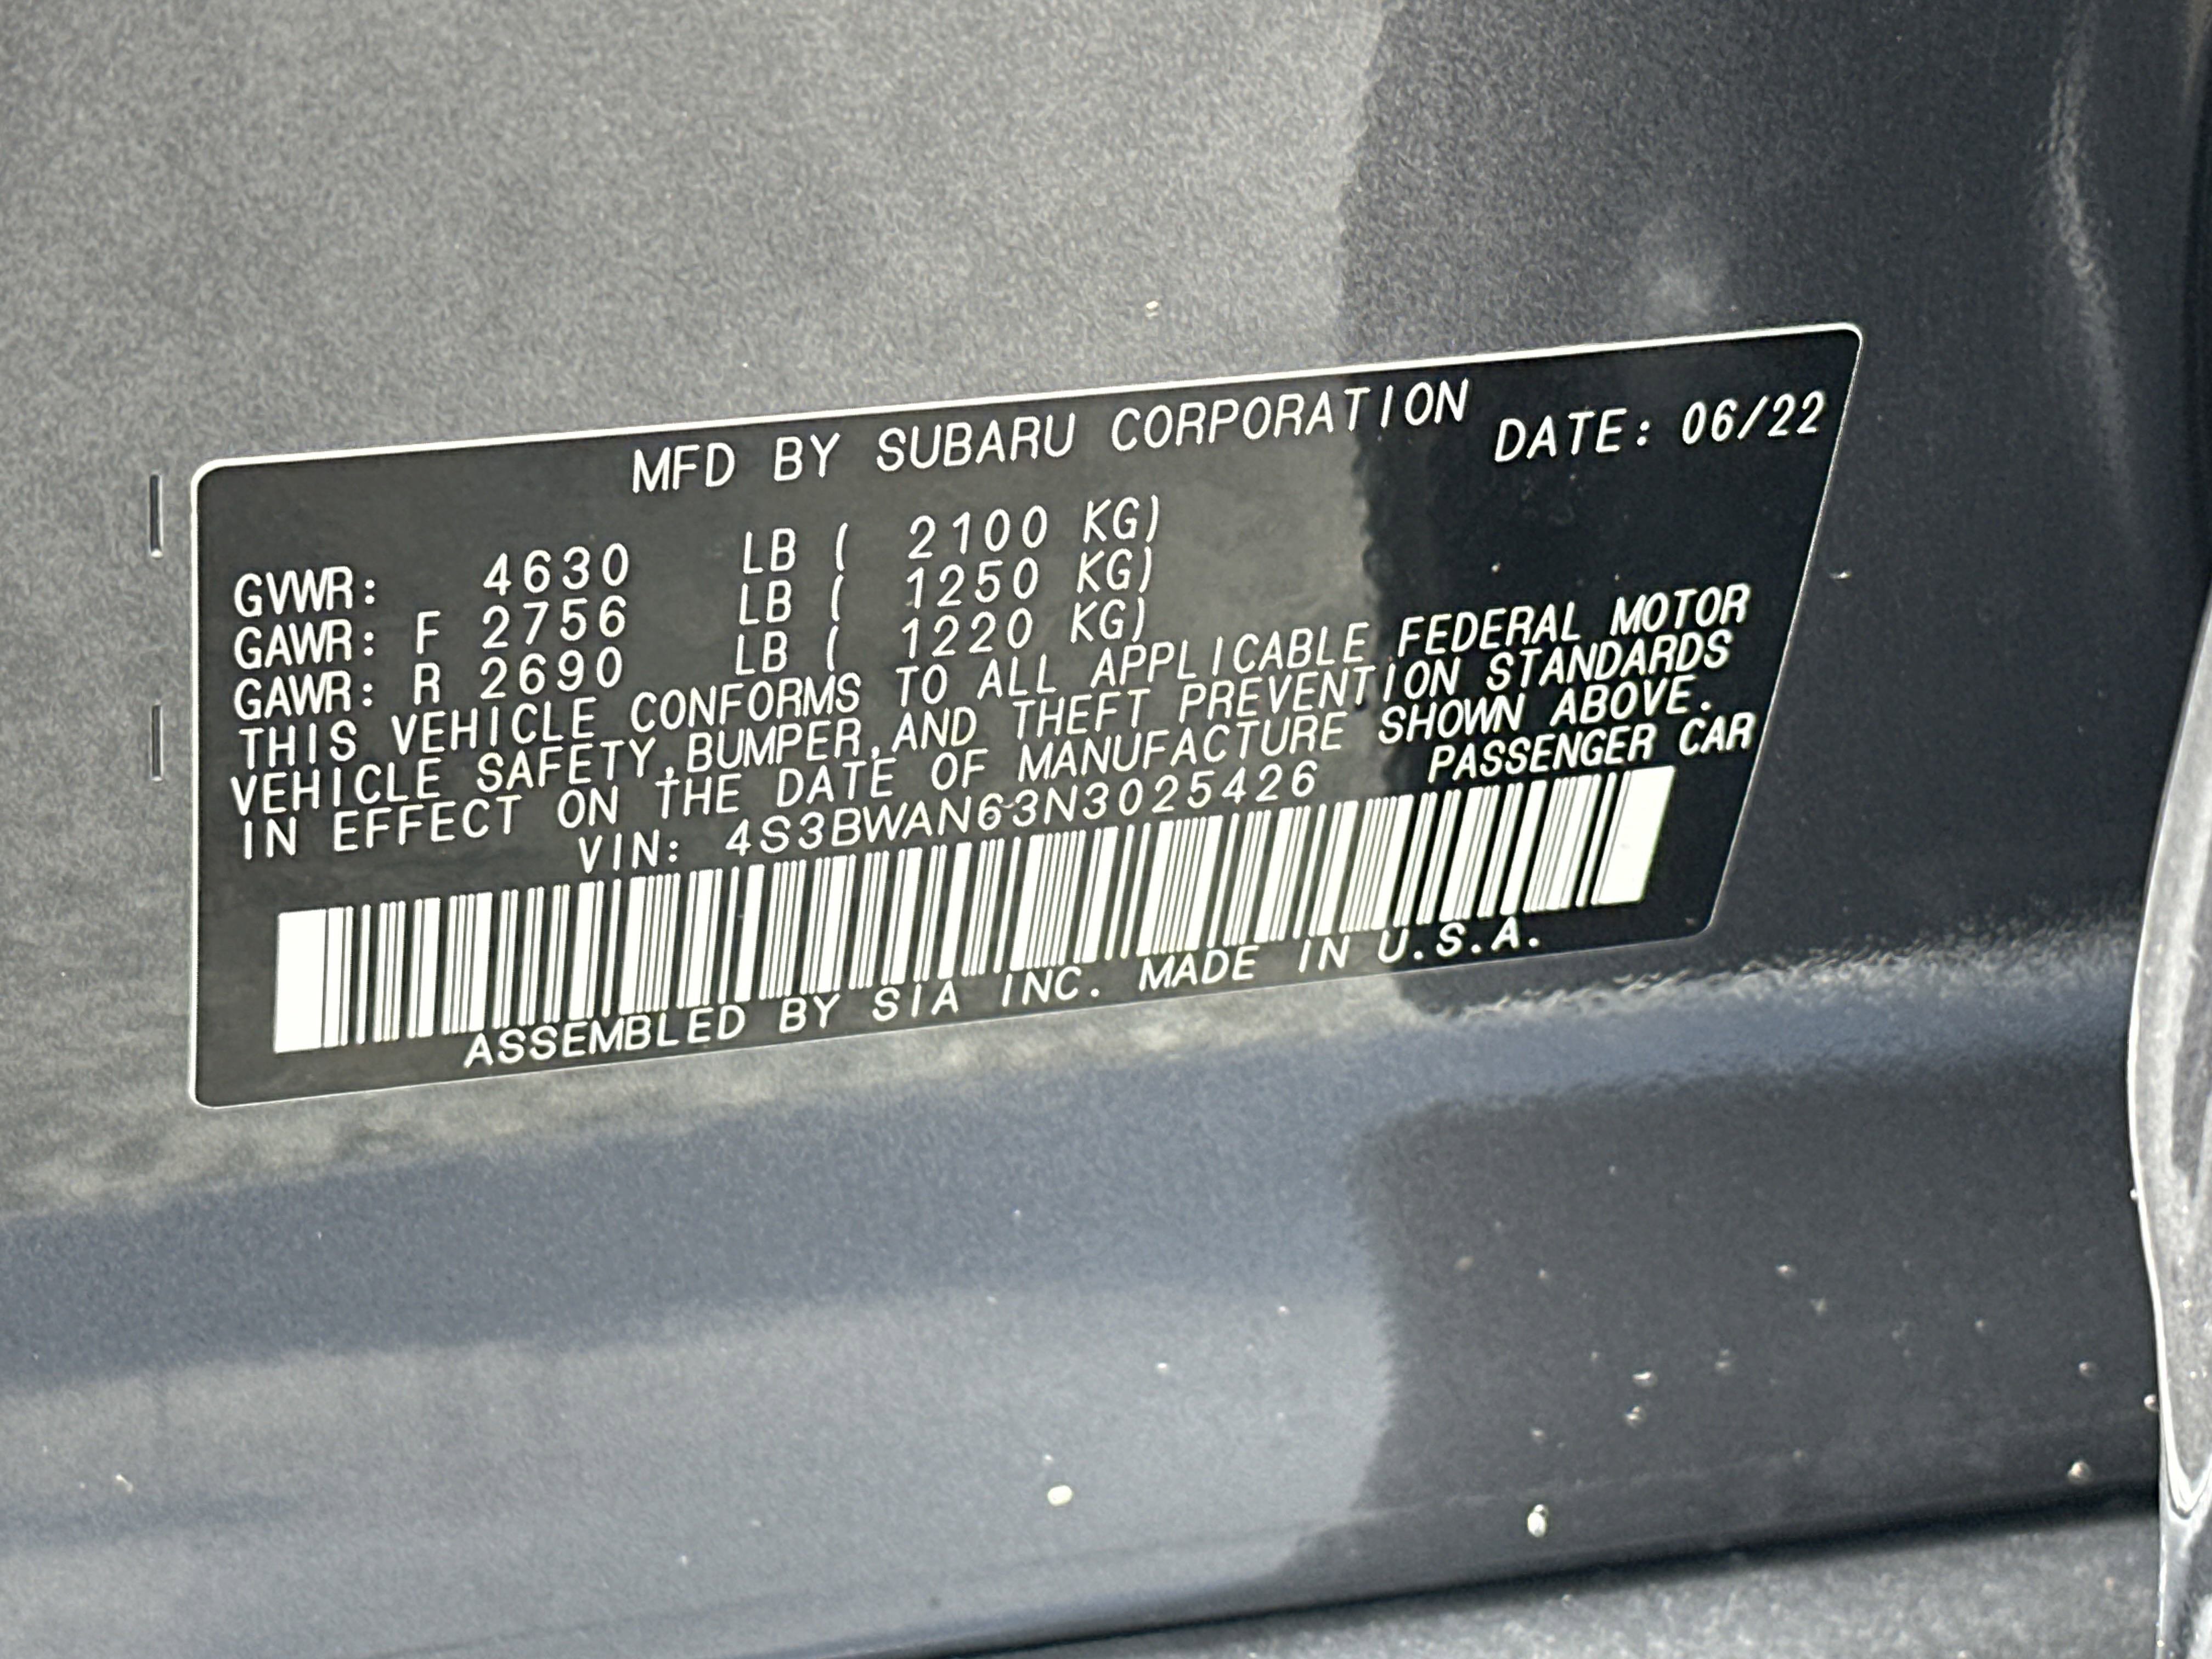 MFD BY SUBARU CORPORATION DATE: 06/22
GVWR: 4630 LB ( 2100 KG)
GAWR: F 2756 LB ( 1250 KG)
GAWR: R 2690 LB ( 1220 KG)
THIS VEHICLE CONFORMS TO ALL APPLICABLE FEDERAL MOTOR
VEHICLE SAFETY,BUMPER,AND THEFT PREVENTION STANDARDS
IN EFFECT ON THE DATE OF MANUFACTURE SHOWN ABOVE.
VIN: 4S3BWAN63N3025426 PASSENGER CAR
ASSEMBLED BY SIA INC. MADE IN U.S.A.